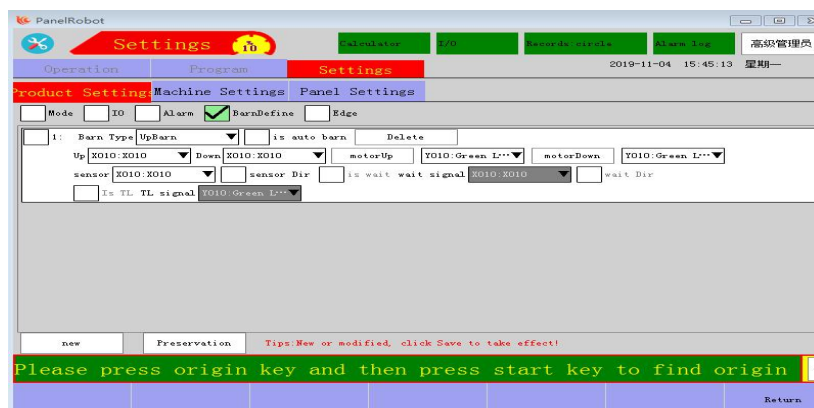 PanelRobot
Settings 10 Calculator I/O Records circle Alarm log 高级管理员
Operation Program Settings 2019-11-04 15:45:13 星期一
Product Setting Machine Settings Panel Settings
Mode IO Alarm BarnDefine Edge
1: Barn Type UpBarn is auto barn Delete
Up X010:X010 Down X010:X010 motorUp Y010:Green L··· motorDown Y010:Green L···
sensor X010:X010 sensor Dir is wait wait signal X010:X010 wait Dir
Is TL TL signal Y010:Green L···
new Preservation Tips:New or modified, click Save to take effect!
Please press origin key and then press start key to find origin
Return